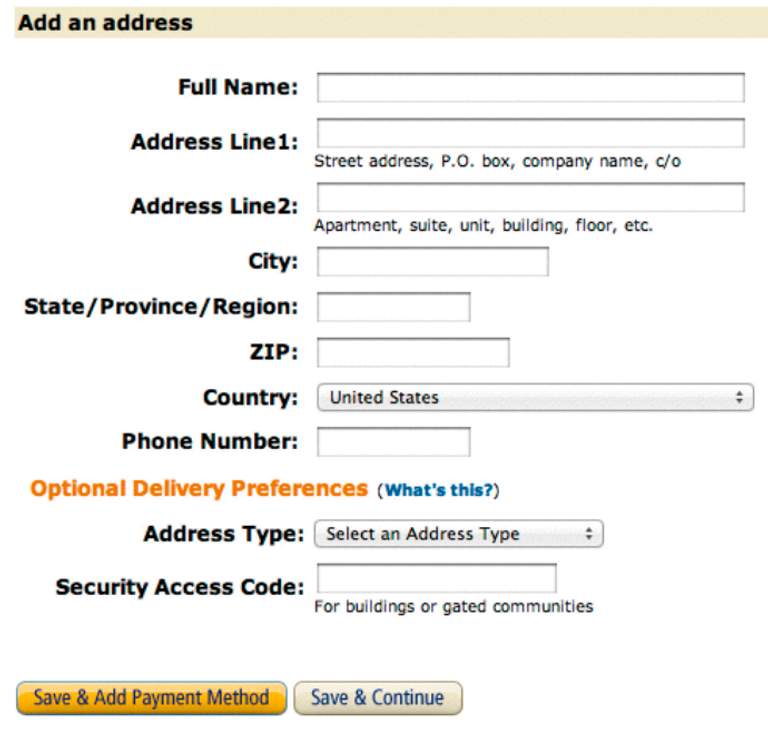 Add an address
Full Name:
Address Line1:
Street address, P.O. box, company name, c/o
Address Line2:
Apartment, suite, unit, building, floor, etc.
City:
State/Province/Region:
ZIP:
Country: United States
Phone Number:
Optional Delivery Preferences (What's this?)
Address Type: Select an Address Type
Security Access Code:
For buildings or gated communities
Save & Add Payment Method Save & Continue